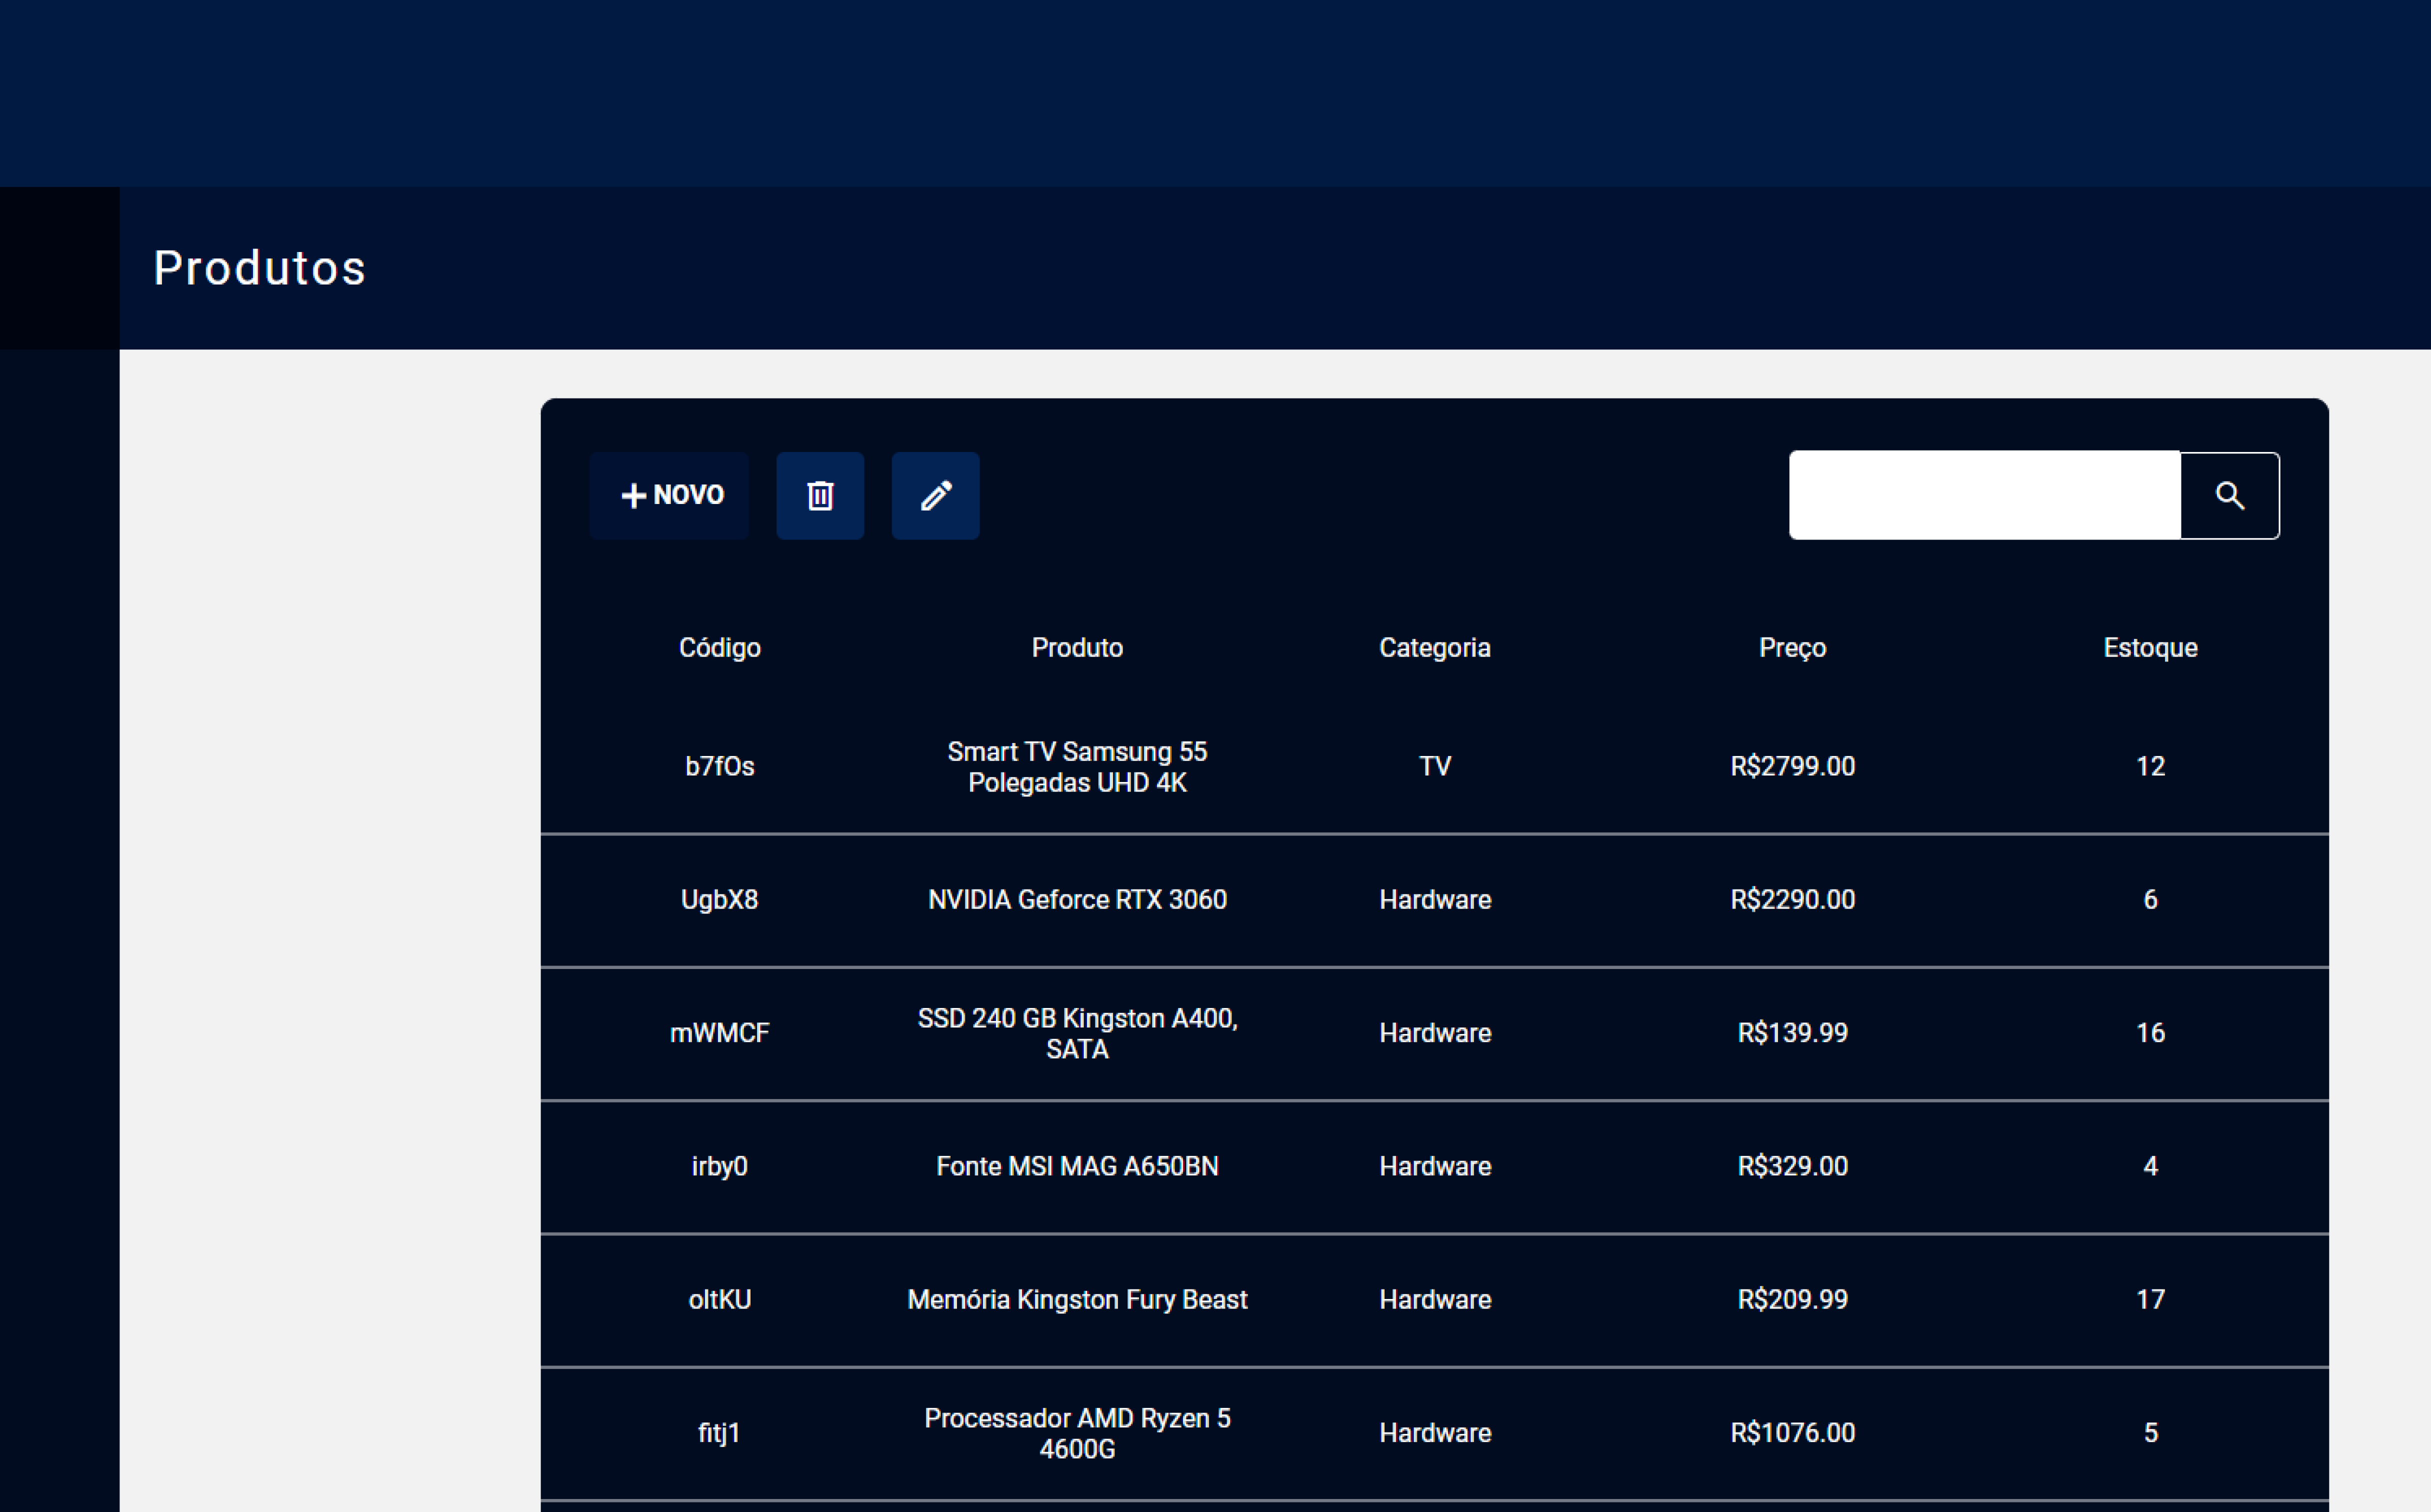 Produtos
NOVO
Código Produto Categoria Preço Estoque
b7fOs Smart TV Samsung 55 TV R$2799.00 12
Polegadas UHD 4K
UgbX8 NVIDIA Geforce RTX 3060 Hardware R$2290.00 6
mWMCF SSD 240 GB Kingston A400, Hardware R$139.99 16
SATA
irby0 Fonte MSI MAG A650BN Hardware R$329.00 4
oltKU Memória Kingston Fury Beast Hardware R$209.99 17
fitj1 Processador AMD Ryzen 5 Hardware R$1076.00 5
4600G